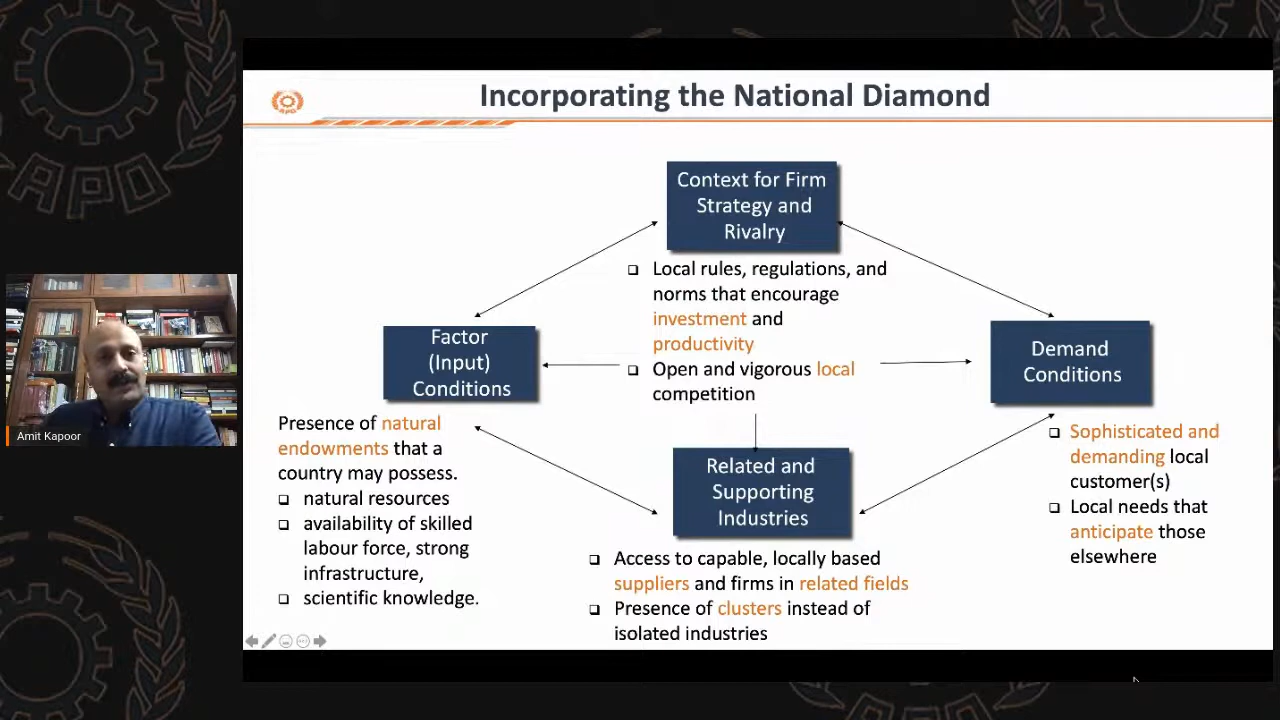 Incorporating the National Diamond
APO
Context for Firm
Strategy and
Rivalry
Local rules, regulations, and
norms that encourage
investment and
productivity
Open and vigorous local
competition
Factor
(Input)
Conditions
Presence of natural
endowments that a
country may possess.
natural resources
availability of skilled
labour force, strong
infrastructure,
scientific knowledge.
Demand
Conditions
Sophisticated and
demanding local
customer(s)
Local needs that
anticipate those
elsewhere
Related and
Supporting
Industries
Access to capable, locally based
suppliers and firms in related fields
Presence of clusters instead of
isolated industries
Amit Kapoor
APO